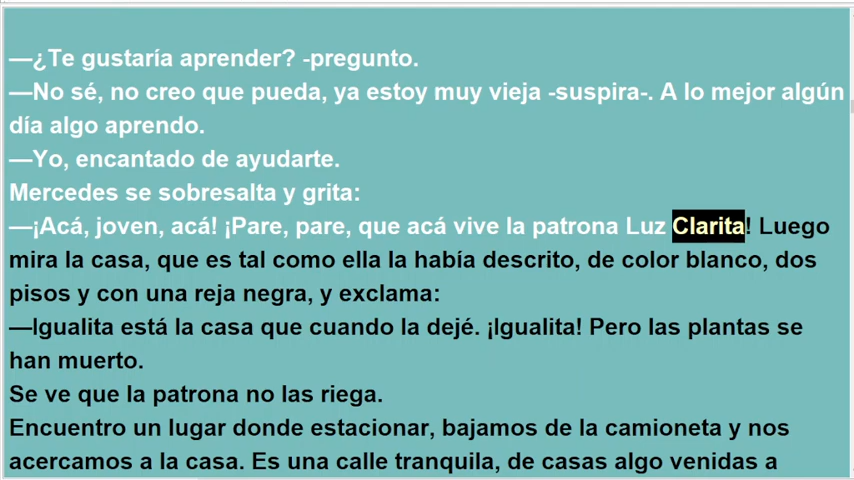 —¿Te gustaría aprender? -pregunto.
—No sé, no creo que pueda, ya estoy muy vieja -suspira-. A lo mejor algún
día algo aprendo.
—Yo, encantado de ayudarte.
Mercedes se sobresalta y grita:
—¡Acá, joven, acá! ¡Pare, pare, que acá vive la patrona Luz Clarita! Luego
mira la casa, que es tal como ella la había descrito, de color blanco, dos
pisos y con una reja negra, y exclama:
—Igualita está la casa que cuando la dejé. ¡Igualita! Pero las plantas se
han muerto.
Se ve que la patrona no las riega.
Encuentro un lugar donde estacionar, bajamos de la camioneta y nos
acercamos a la casa. Es una calle tranquila, de casas algo venidas a